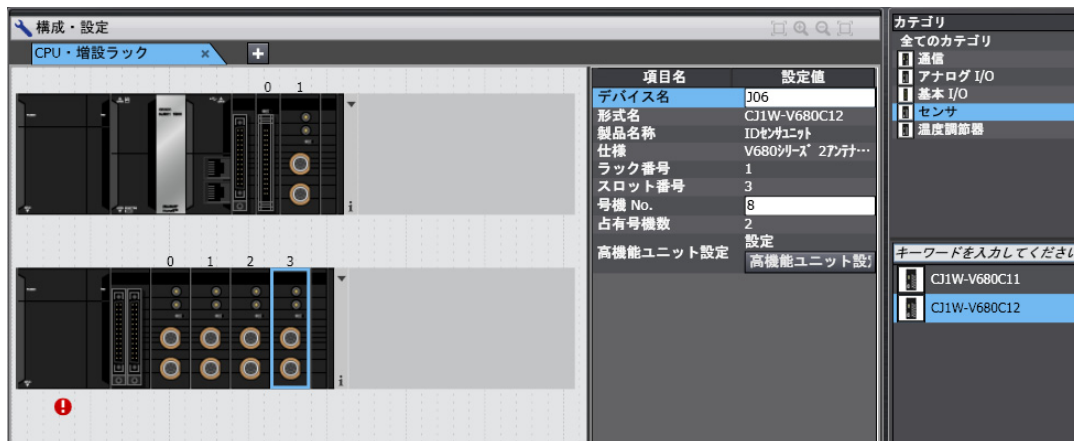 構成・設定
CPU・増設ラック × +
0 1
0 1 2 3
項目名 設定値
デバイス名 J06
形式名 CJ1W-V680C12
製品名称 IDセンサユニット
仕様 V680シリーズ 2アンテナ…
ラック番号 1
スロット番号 3
号機 No. 8
占有号機数 2
高機能ユニット設定 設定
高機能ユニット設
カテゴリ
全てのカテゴリ
通信
アナログ I/O
基本 I/O
センサ
温度調節器
キーワードを入力してください
CJ1W-V680C11
CJ1W-V680C12